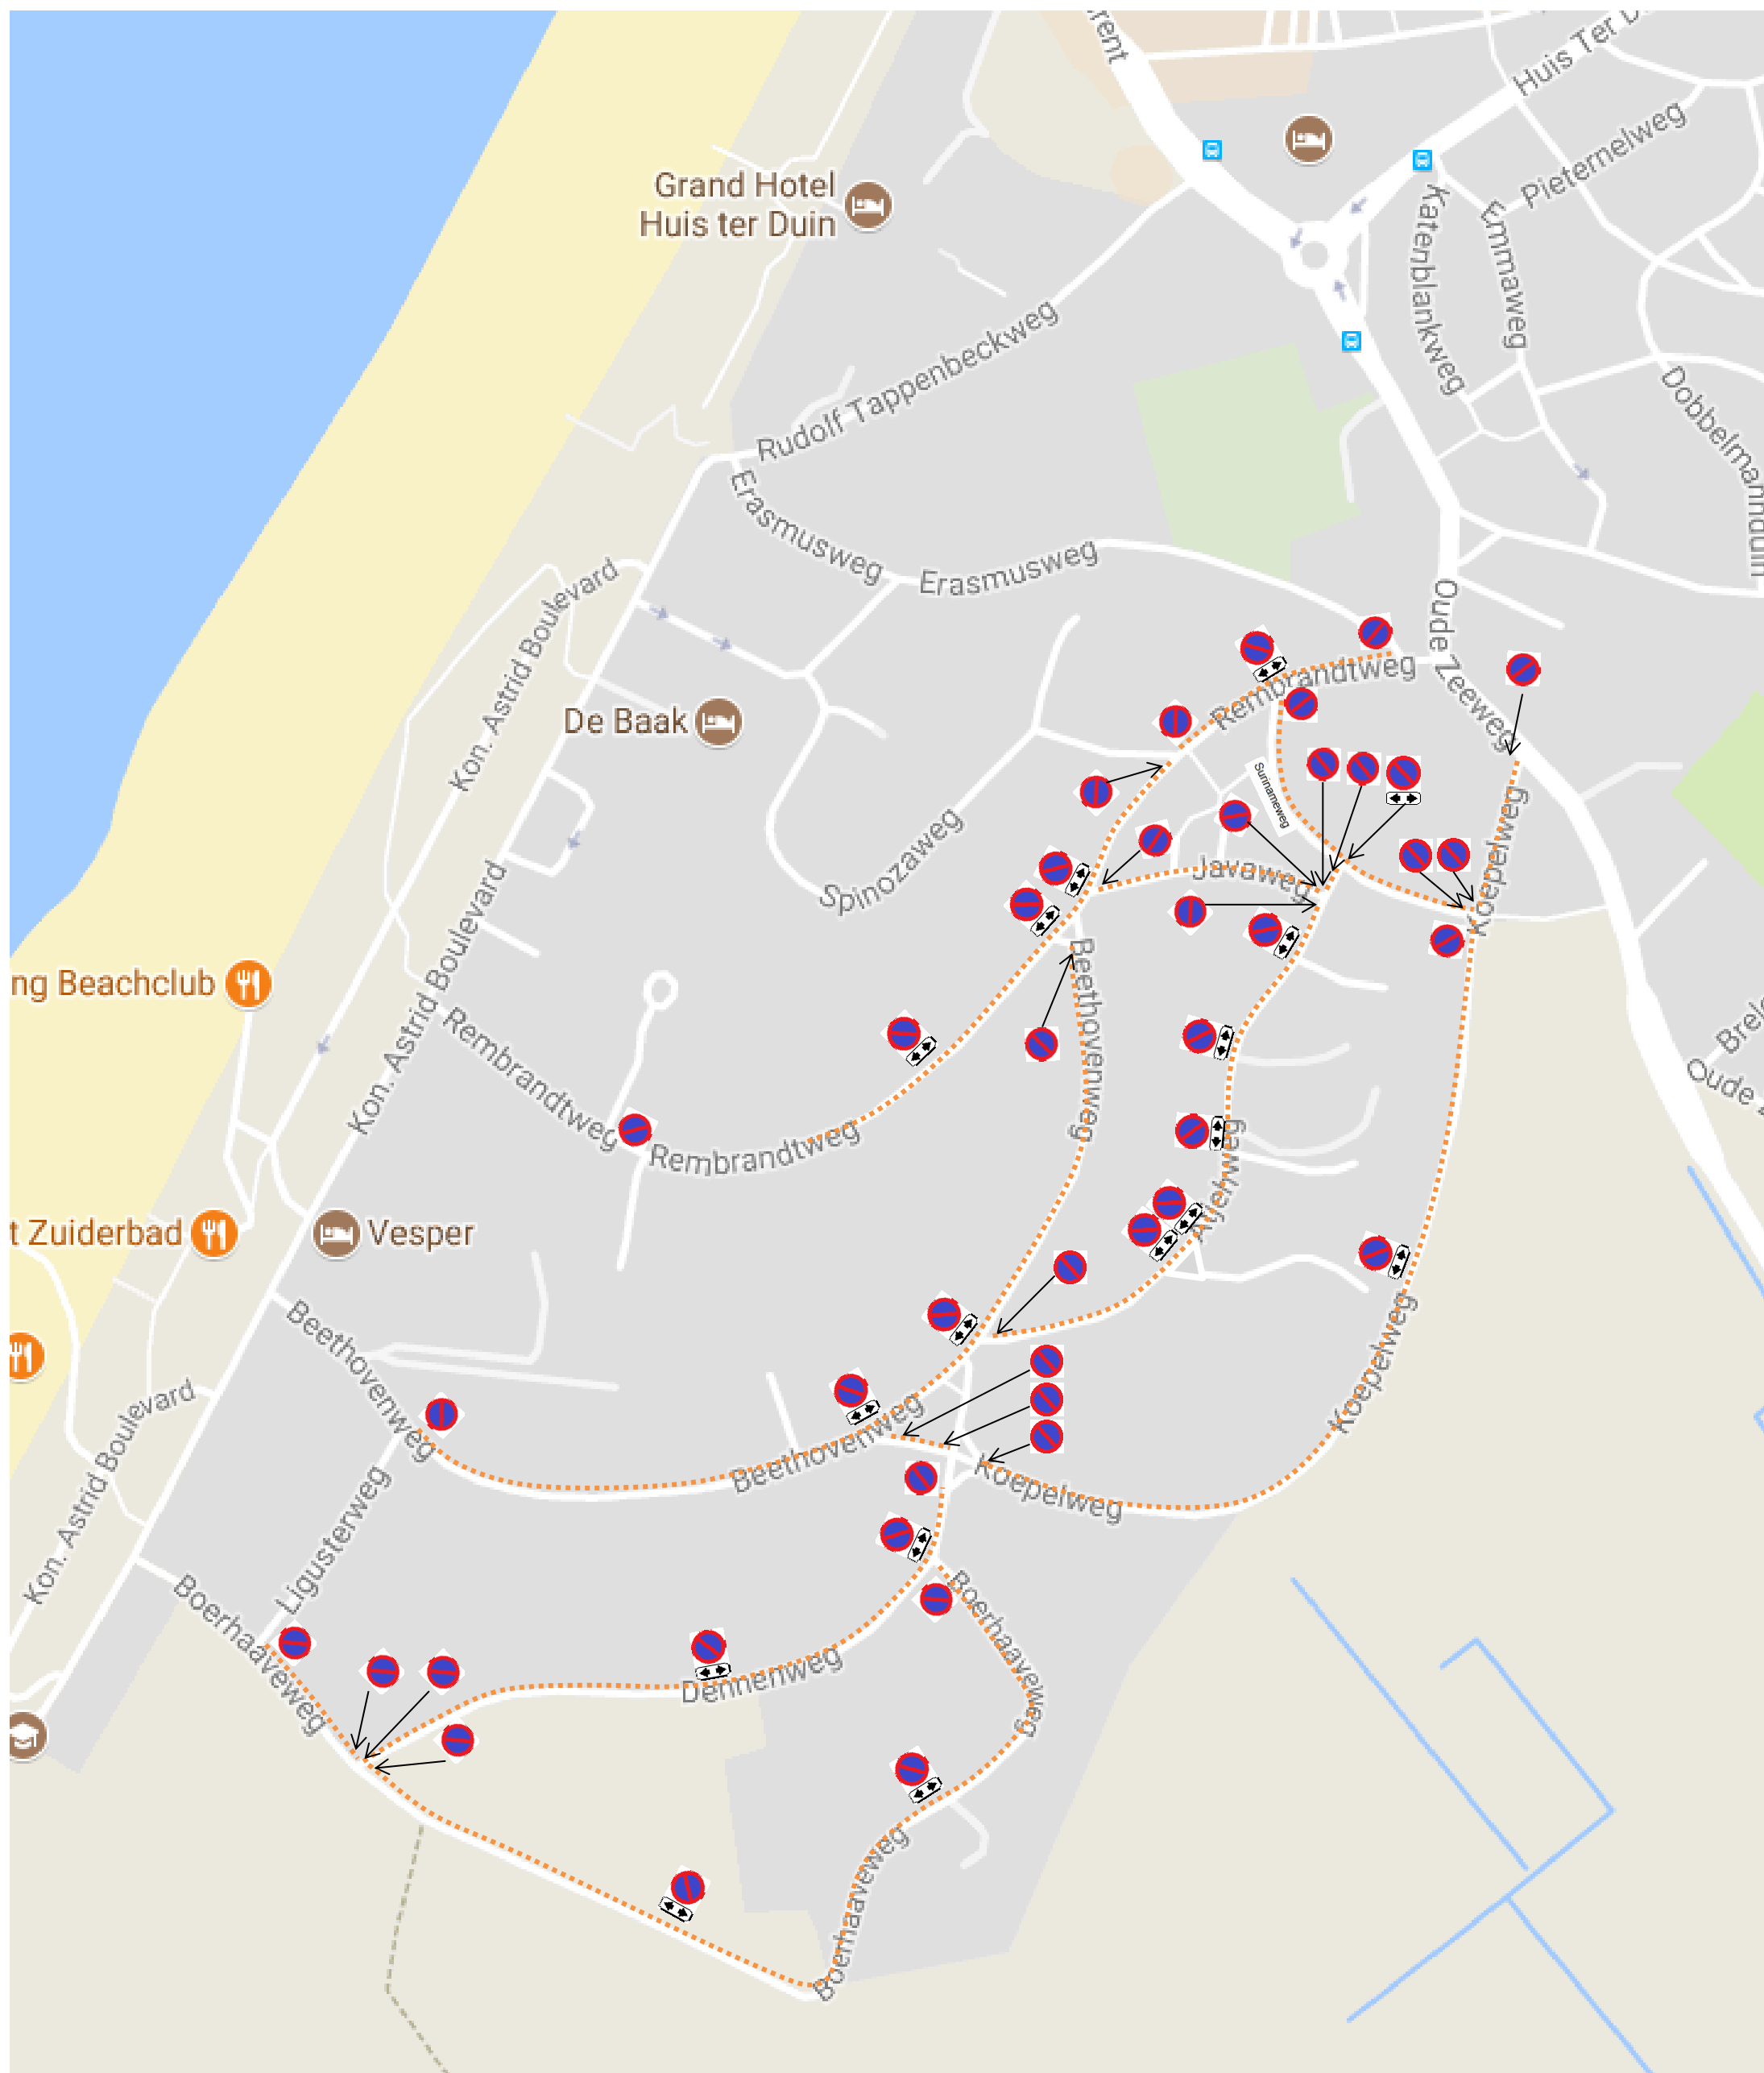 Huis Ter D
Pieternelweg
Grand Hotel
Huis ter Duin
Katenblankweg
Emmaweg
Rudolf Tappenbeckweg
Dobbelmannduin
Erasmusweg
Erasmusweg
Kon. Astrid Boulevard
Oude Zeeweg
Rembrandtweg
De Baak
Surinameweg
Koepelweg
Spinozaweg
Javaweg
Kon. Astrid Boulevard
ng Beachclub
Beethovenweg
Rembrandtweg
Brel
Oude
Rembrandtweg
t Zuiderbad
Vesper
Beethovenweg
Koepelweg
Kon. Astrid Boulevard
Beethovenweg
Koepelweg
Ligusterweg
Boerhaaveweg
Boerhaaveweg
Dennenweg
Boerhaaveweg